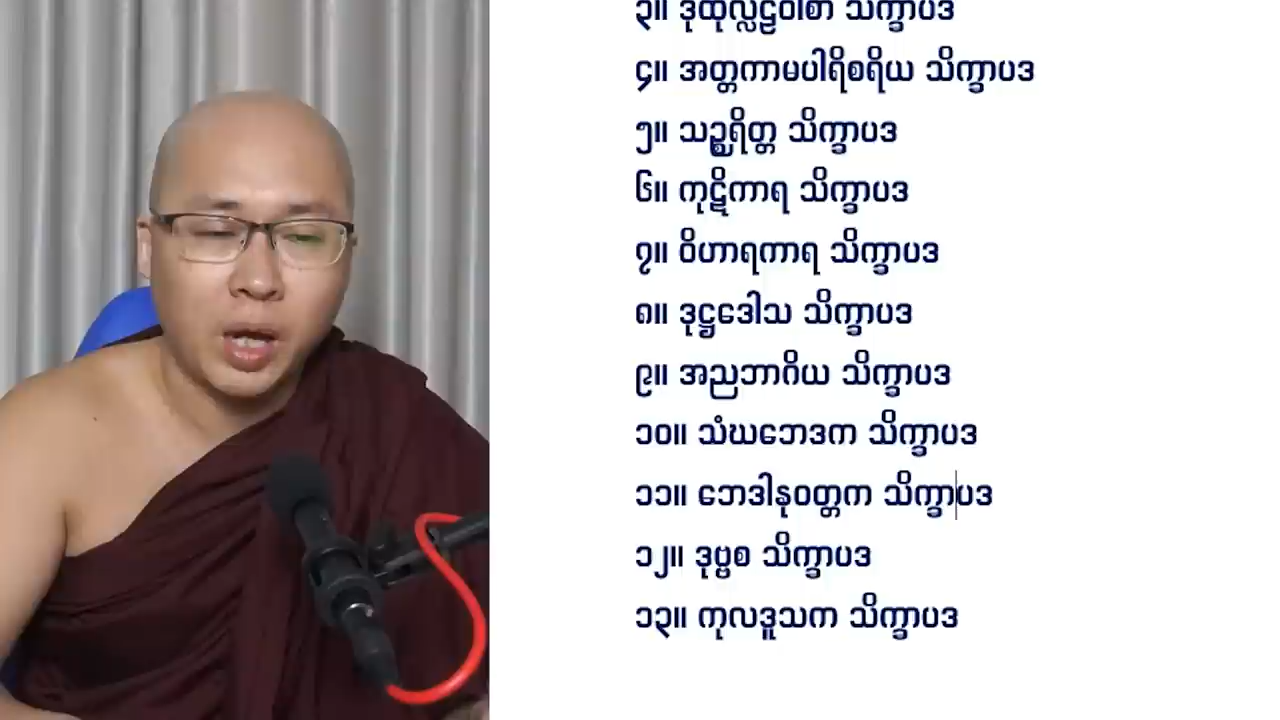 ၃။ ဒုဋ္ဌုလ္လဝါစာ သိက္ခာပဒ
၄။ အတ္တကာမပါရိစရိယ သိက္ခာပဒ
၅။ သဉ္စရိတ္တ သိက္ခာပဒ
၆။ ကုဋိကာရ သိက္ခာပဒ
၇။ ဝိဟာရကာရ သိက္ခာပဒ
၈။ ဒုဋ္ဌဒေါသ သိက္ခာပဒ
၉။ အညဘာဂိယ သိက္ခာပဒ
၁၀။ သံဃဘေဒက သိက္ခာပဒ
၁၁။ ဘေဒါနုဝတ္တက သိက္ခာပဒ
၁၂။ ဒုဗ္ဗစ သိက္ခာပဒ
၁၃။ ကုလဒူသက သိက္ခာပဒ